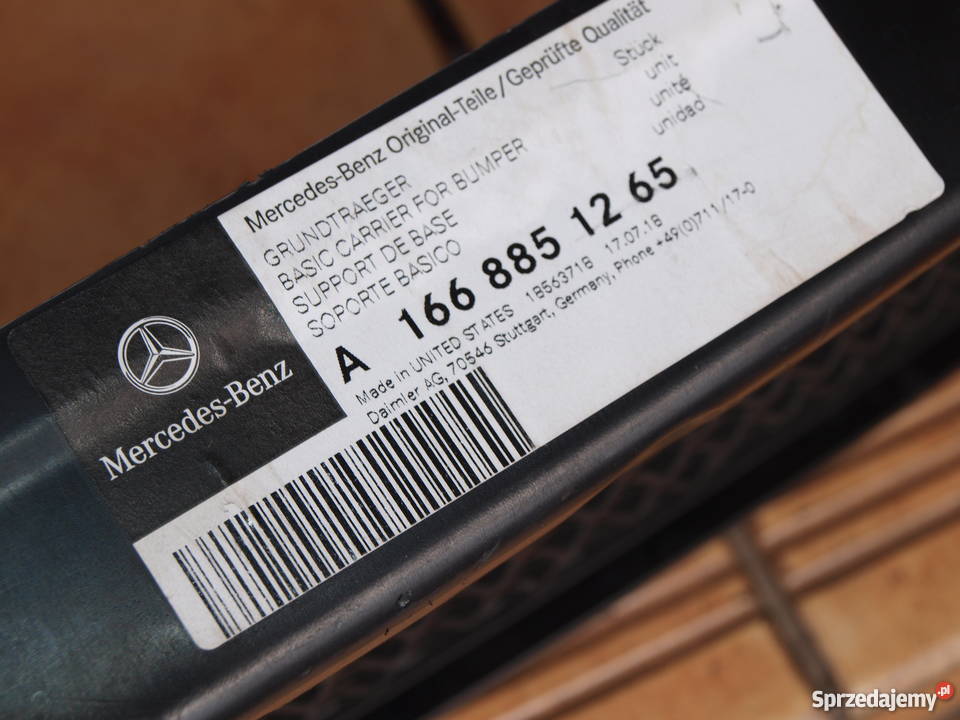 Mercedes-Benz Original-Teile/Geprüfte Qualität
GRUNDTRAEGER
BASIC CARRIER FOR BUMPER
SUPPORT DE BASE
SOPORTE BASICO
Stück
unit
unité
unidad
A 166 885 12 65
Made in UNITED STATES 18563718 17.07.18
Daimler AG, 70546 Stuttgart, Germany, Phone +49(0)711/17-0
Mercedes-Benz
Sprzedajemy.pl